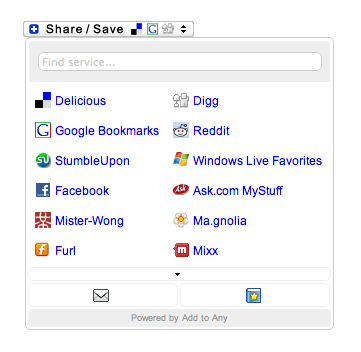 Share / Save
Find service...
Delicious Digg
Google Bookmarks Reddit
StumbleUpon Windows Live Favorites
Facebook Ask.com MyStuff
Mister-Wong Ma.gnolia
Furl Mixx
Powered by Add to Any